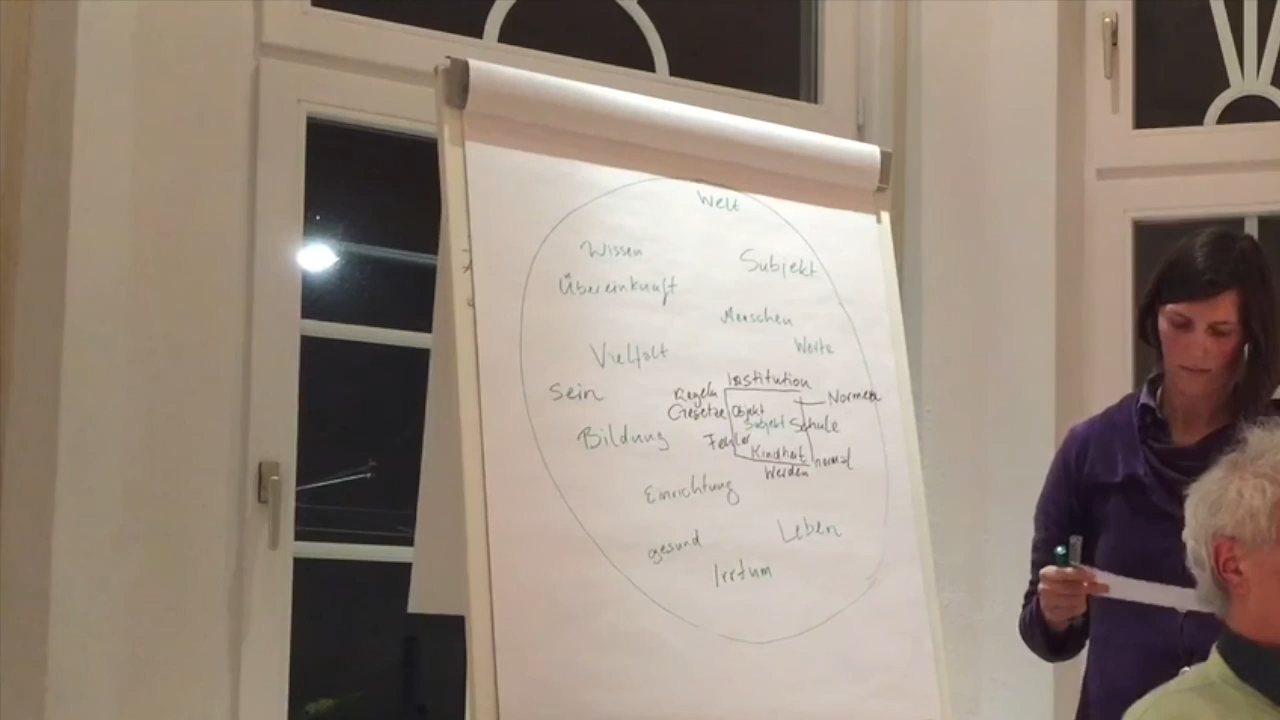 Welt
Wissen
Subjekt
Übereinkunft
Menschen
Vielfalt
Werte
Institution
sein
Regeln
Normen
Gesetze
Objekt
Subjekt
Schule
Bildung
Fehler
Kindheit
normal
Werden
Einrichtung
Leben
gesund
Irrtum